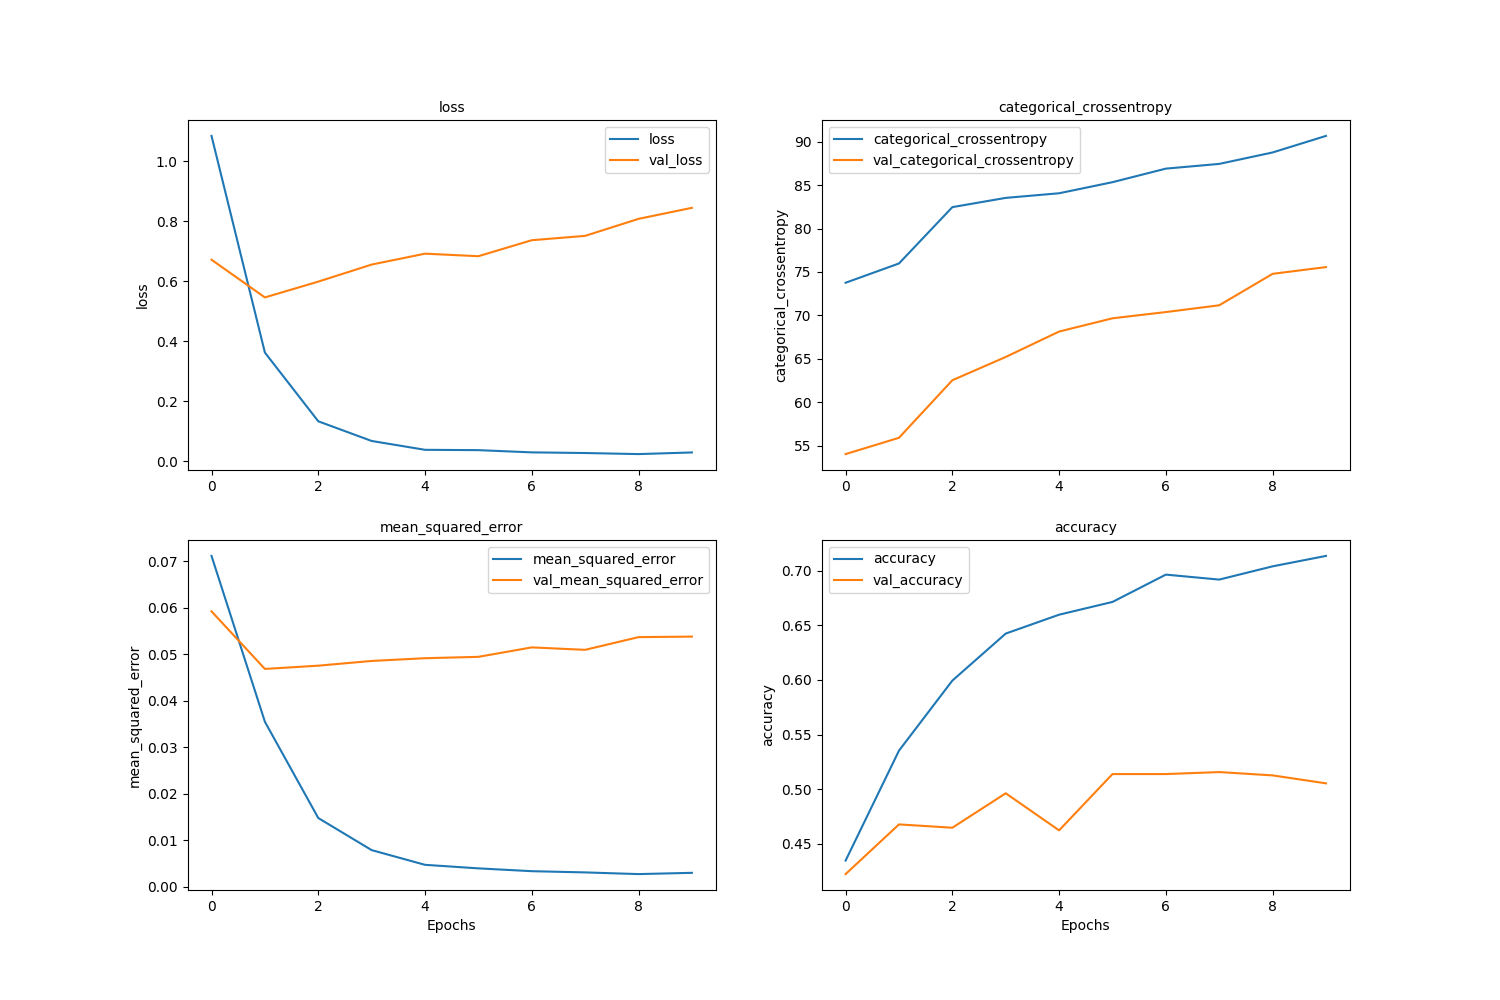 loss
loss
val_loss
loss
1.0
0.8
0.6
0.4
0.2
0.0
0 2 4 6 8
categorical_crossentropy
categorical_crossentropy
val_categorical_crossentropy
categorical_crossentropy
90
85
80
75
70
65
60
55
0 2 4 6 8
mean_squared_error
mean_squared_error
val_mean_squared_error
mean_squared_error
0.07
0.06
0.05
0.04
0.03
0.02
0.01
0.00
0 2 4 6 8
Epochs
accuracy
accuracy
val_accuracy
accuracy
0.70
0.65
0.60
0.55
0.50
0.45
0 2 4 6 8
Epochs